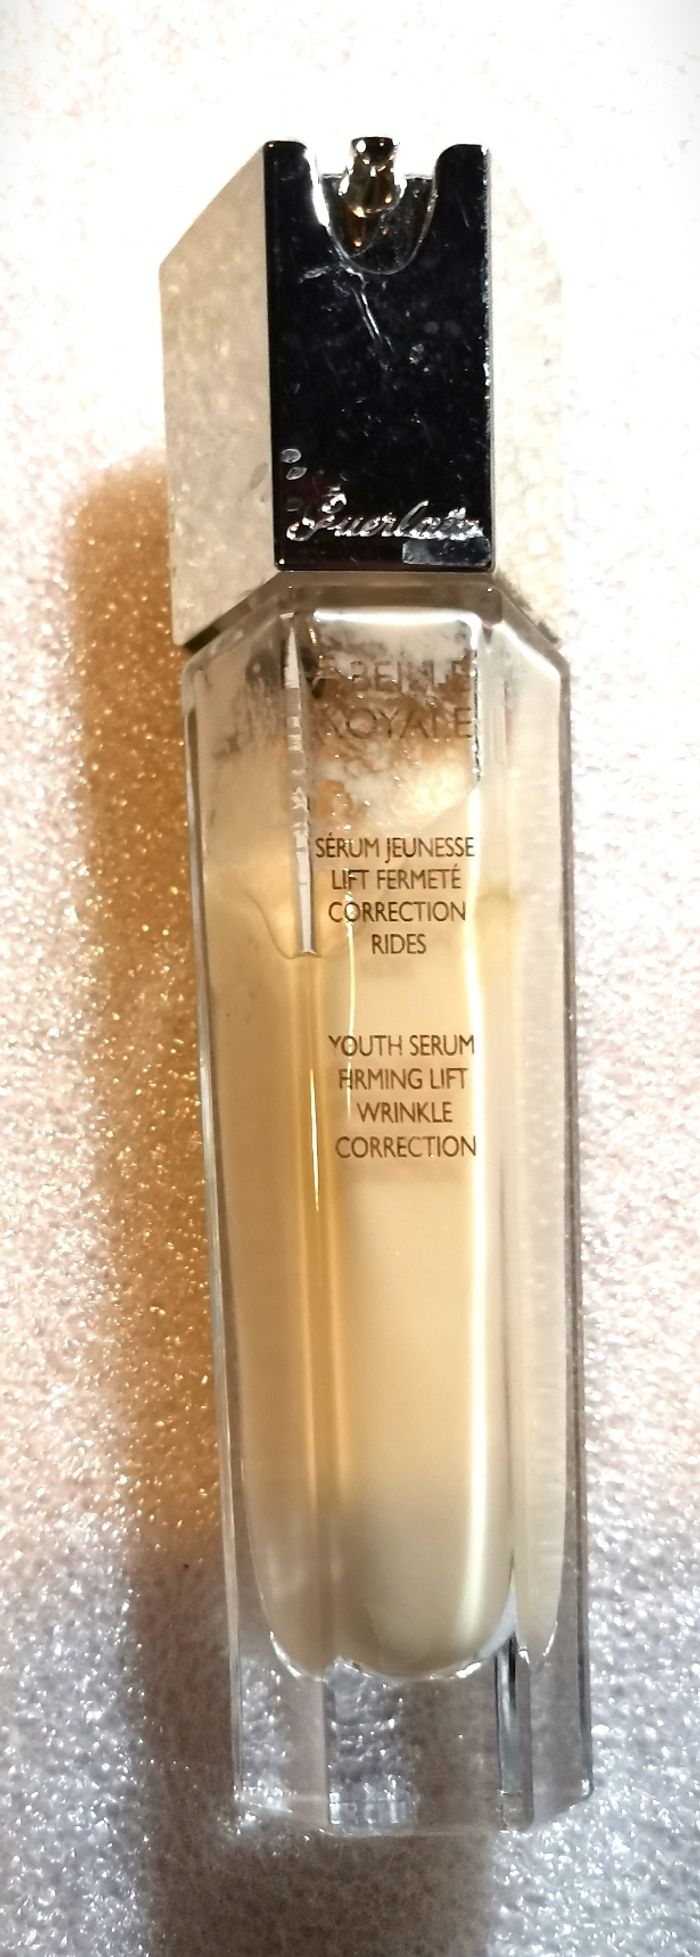 Guerlain
ABEILLE
ROYALE
SÉRUM JEUNESSE
LIFT FERMETÉ
CORRECTION
RIDES
YOUTH SERUM
FIRMING LIFT
WRINKLE
CORRECTION